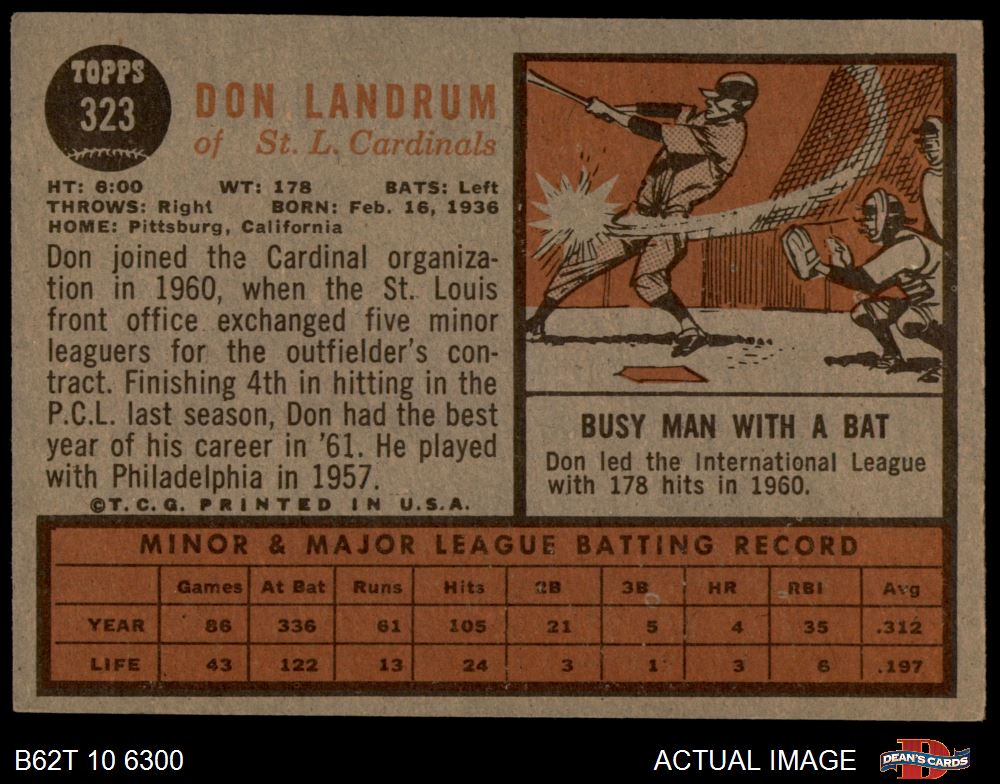 TOPPS
323
DON LANDRUM
of St. L. Cardinals
HT: 6:00 WT: 178 BATS: Left
THROWS: Right BORN: Feb. 16, 1936
HOME: Pittsburg, California
Don joined the Cardinal organiza-
tion in 1960, when the St. Louis
front office exchanged five minor
leaguers for the outfielder's con-
tract. Finishing 4th in hitting in the
P.C.L. last season, Don had the best
year of his career in '61. He played
with Philadelphia in 1957.
©T.C.G. PRINTED IN U.S.A.
BUSY MAN WITH A BAT
Don led the International League
with 178 hits in 1960.
MINOR & MAJOR LEAGUE BATTING RECORD
Games At Bat Runs Hits 2B 3B HR RBI Avg
YEAR 86 336 61 105 21 5 4 35 .312
LIFE 43 122 13 24 3 1 3 6 .197
B62T 10 6300 ACTUAL IMAGE D DEAN'S CARDS